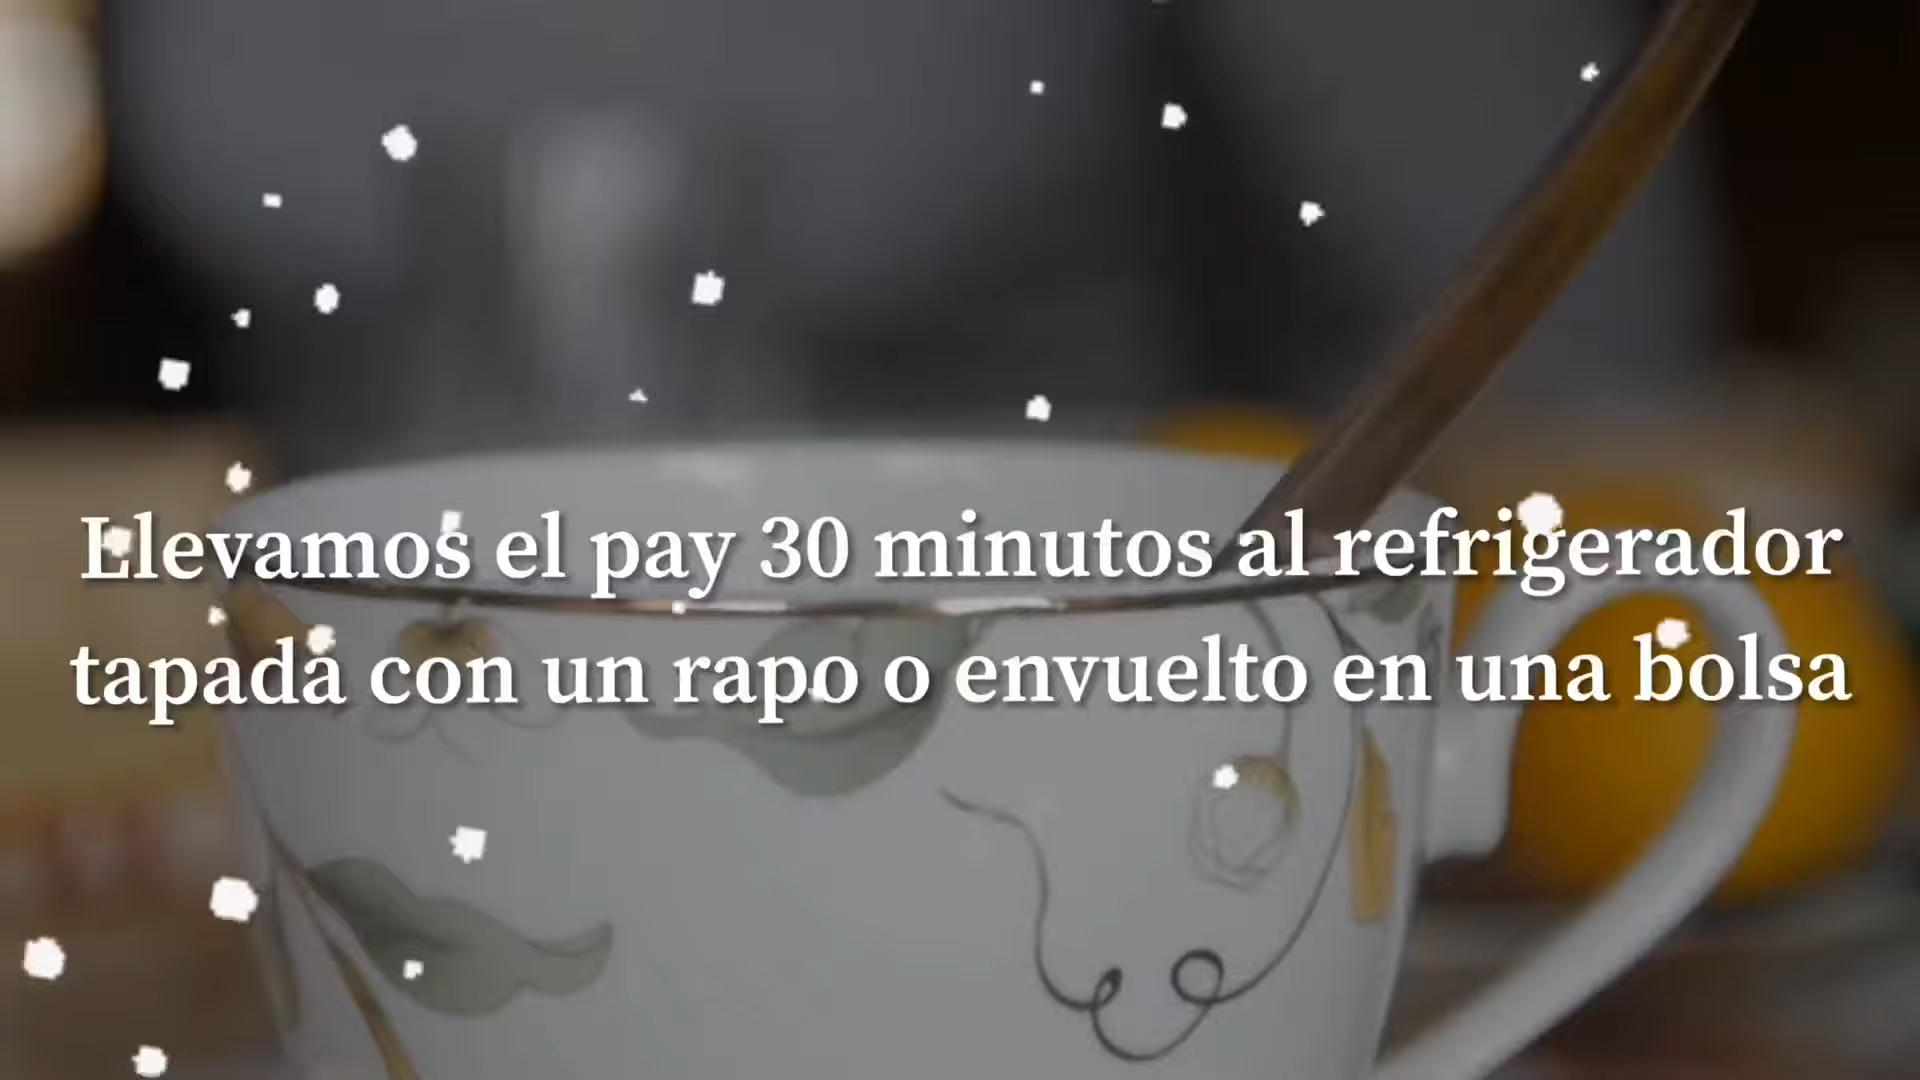 Llevamos el pay 30 minutos al refrigerador
tapada con un rapo o envuelto en una bolsa